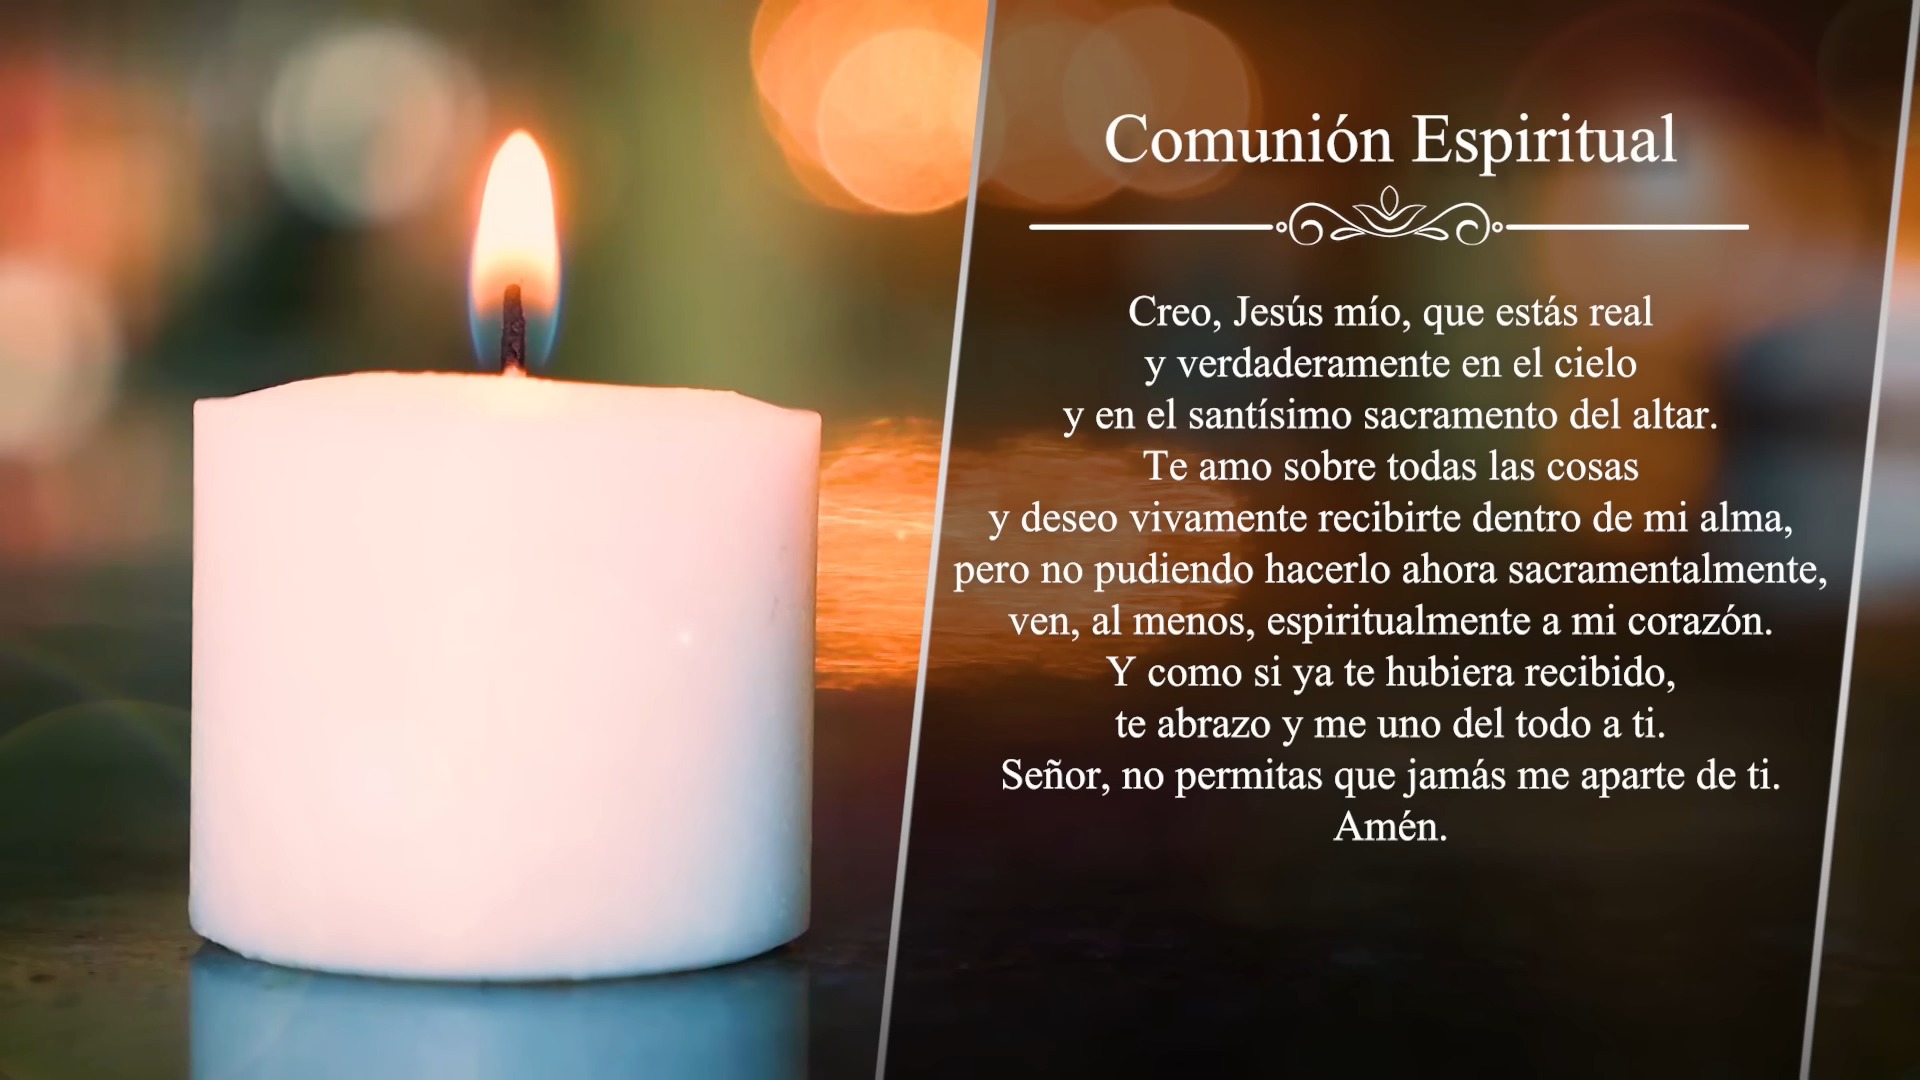 Comunión Espiritual
Creo, Jesús mío, que estás real
y verdaderamente en el cielo
y en el santísimo sacramento del altar.
Te amo sobre todas las cosas
y deseo vivamente recibirte dentro de mi alma,
pero no pudiendo hacerlo ahora sacramentalmente,
ven, al menos, espiritualmente a mi corazón.
Y como si ya te hubiera recibido,
te abrazo y me uno del todo a ti.
Señor, no permitas que jamás me aparte de ti.
Amén.